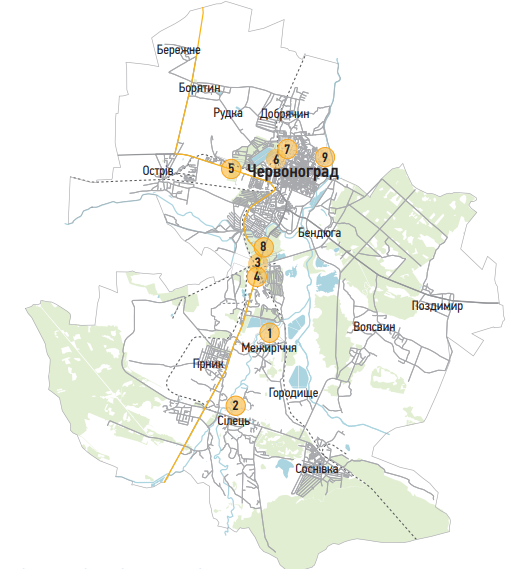 Бережне
Борятин
Рудка
Добрячин
7
6
9
5
Острів
Червоноград
Бендюга
8
3
4
Поздимир
1
Волсвин
Межиріччя
Гірник
Городище
2
Сілець
Соснівка